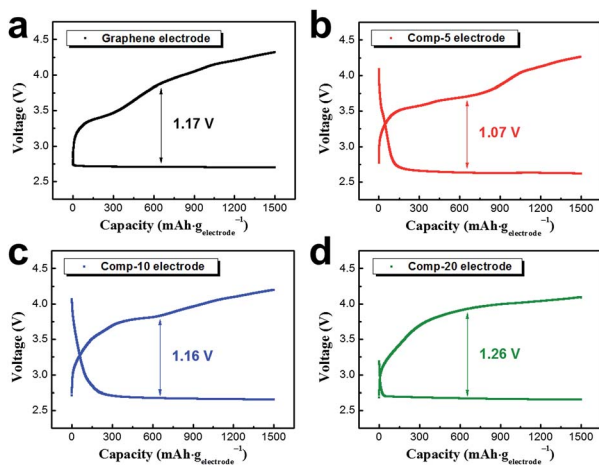 a
Graphene electrode
4.5
4.0
3.5
3.0
2.5
Voltage (V)
1.17 V
0 300 600 900 1200 1500
Capacity (mAh·g electrode ⁻¹)
b
Comp-5 electrode
4.5
4.0
3.5
3.0
2.5
Voltage (V)
1.07 V
0 300 600 900 1200 1500
Capacity (mAh·g electrode ⁻¹)
c
Comp-10 electrode
4.5
4.0
3.5
3.0
2.5
Voltage (V)
1.16 V
0 300 600 900 1200 1500
Capacity (mAh·g electrode ⁻¹)
d
Comp-20 electrode
4.5
4.0
3.5
3.0
2.5
Voltage (V)
1.26 V
0 300 600 900 1200 1500
Capacity (mAh·g electrode ⁻¹)